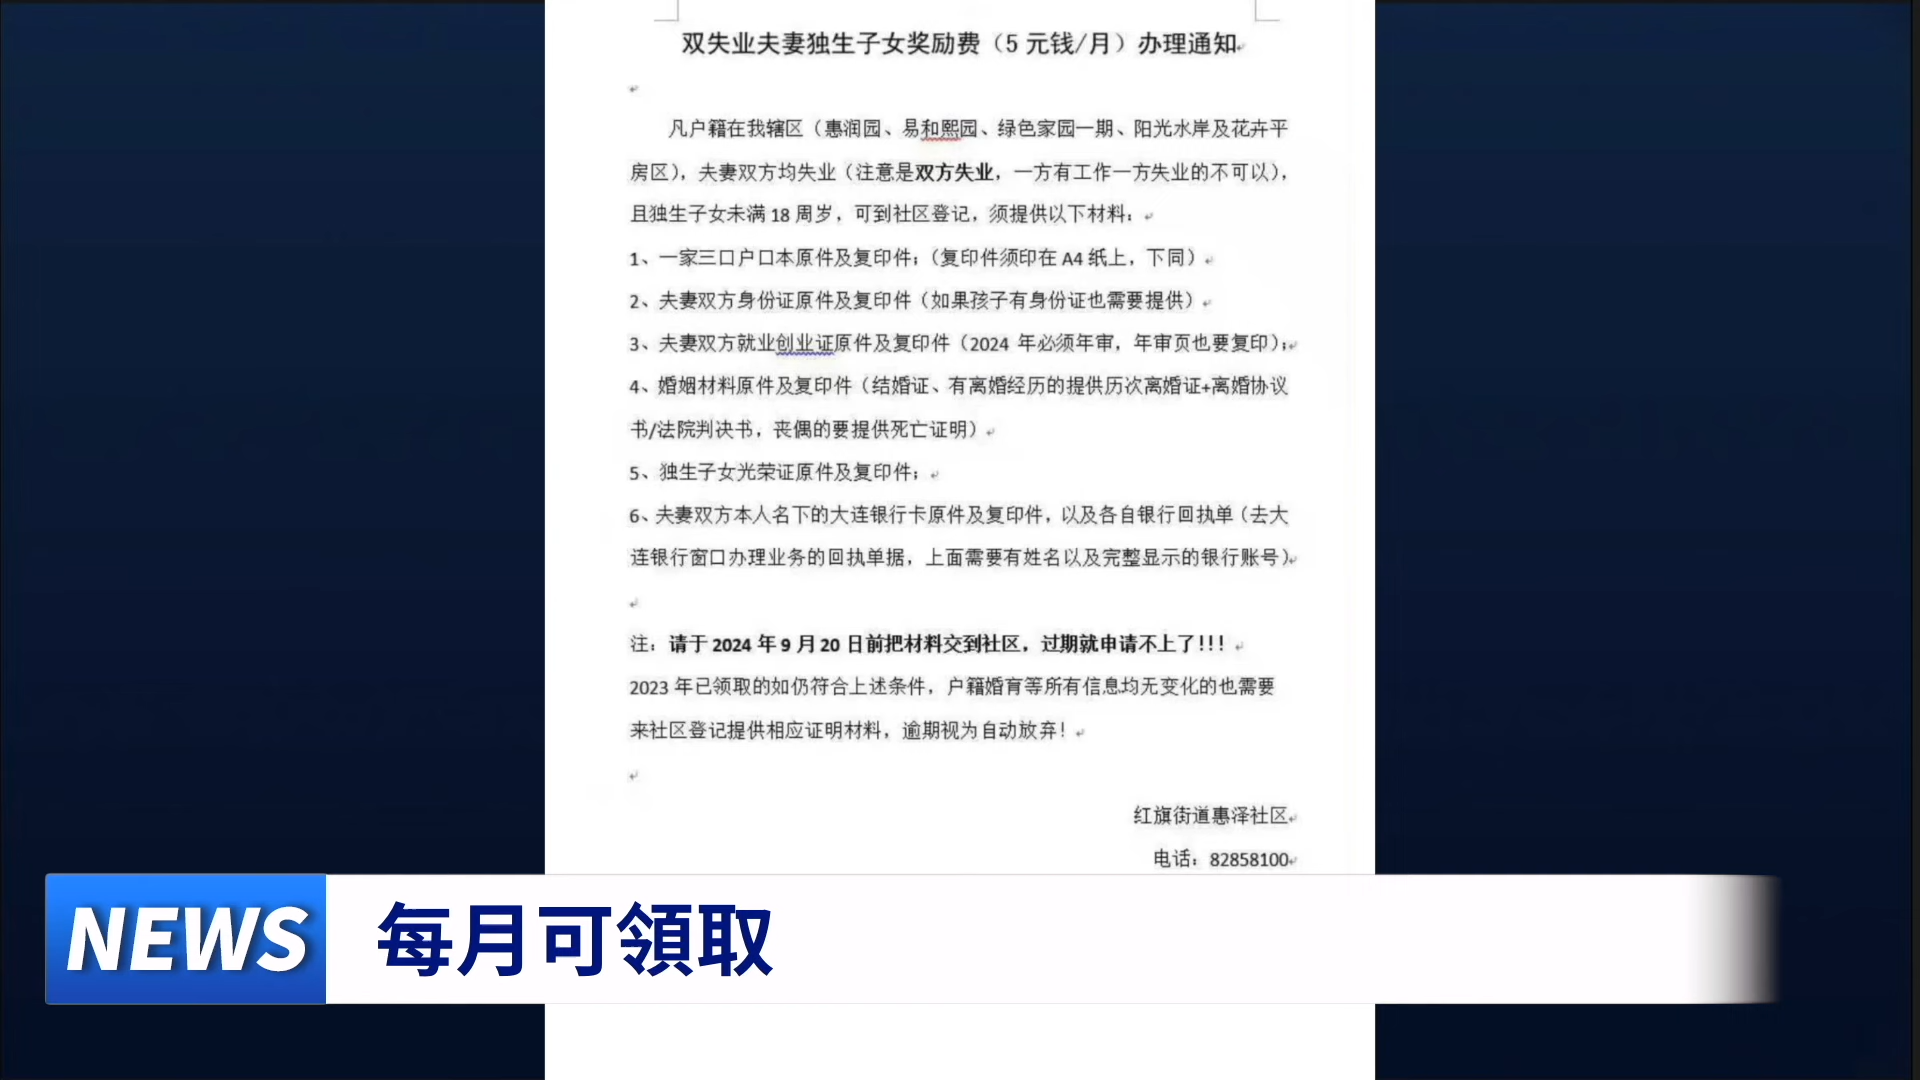 双失业夫妻独生子女奖励费（5 元钱/月）办理通知
凡户籍在我辖区（惠润园、易和熙园、绿色家园一期、阳光水岸及花卉平
房区），夫妻双方均失业（注意是双方失业，一方有工作一方失业的不可以），
且独生子女未满 18 周岁，可到社区登记，须提供以下材料：
1、一家三口户口本原件及复印件；（复印件须印在 A4 纸上，下同）
2、夫妻双方身份证原件及复印件（如果孩子有身份证也需要提供）
3、夫妻双方就业创业证原件及复印件（2024 年必须年审，年审页也要复印）；
4、婚姻材料原件及复印件（结婚证、有离婚经历的提供历次离婚证+离婚协议
书/法院判决书，丧偶的要提供死亡证明）
5、独生子女光荣证原件及复印件；
6、夫妻双方本人名下的大连银行卡原件及复印件，以及各自银行回执单（去大
连银行窗口办理业务的回执单据，上面需要有姓名以及完整显示的银行账号）
注：请于 2024 年 9 月 20 日前把材料交到社区，过期就申请不上了！！！
2023 年已领取的如仍符合上述条件，户籍婚育等所有信息均无变化的也需要
来社区登记提供相应证明材料，逾期视为自动放弃！
红旗街道惠泽社区
电话：82858100
NEWS
每月可領取